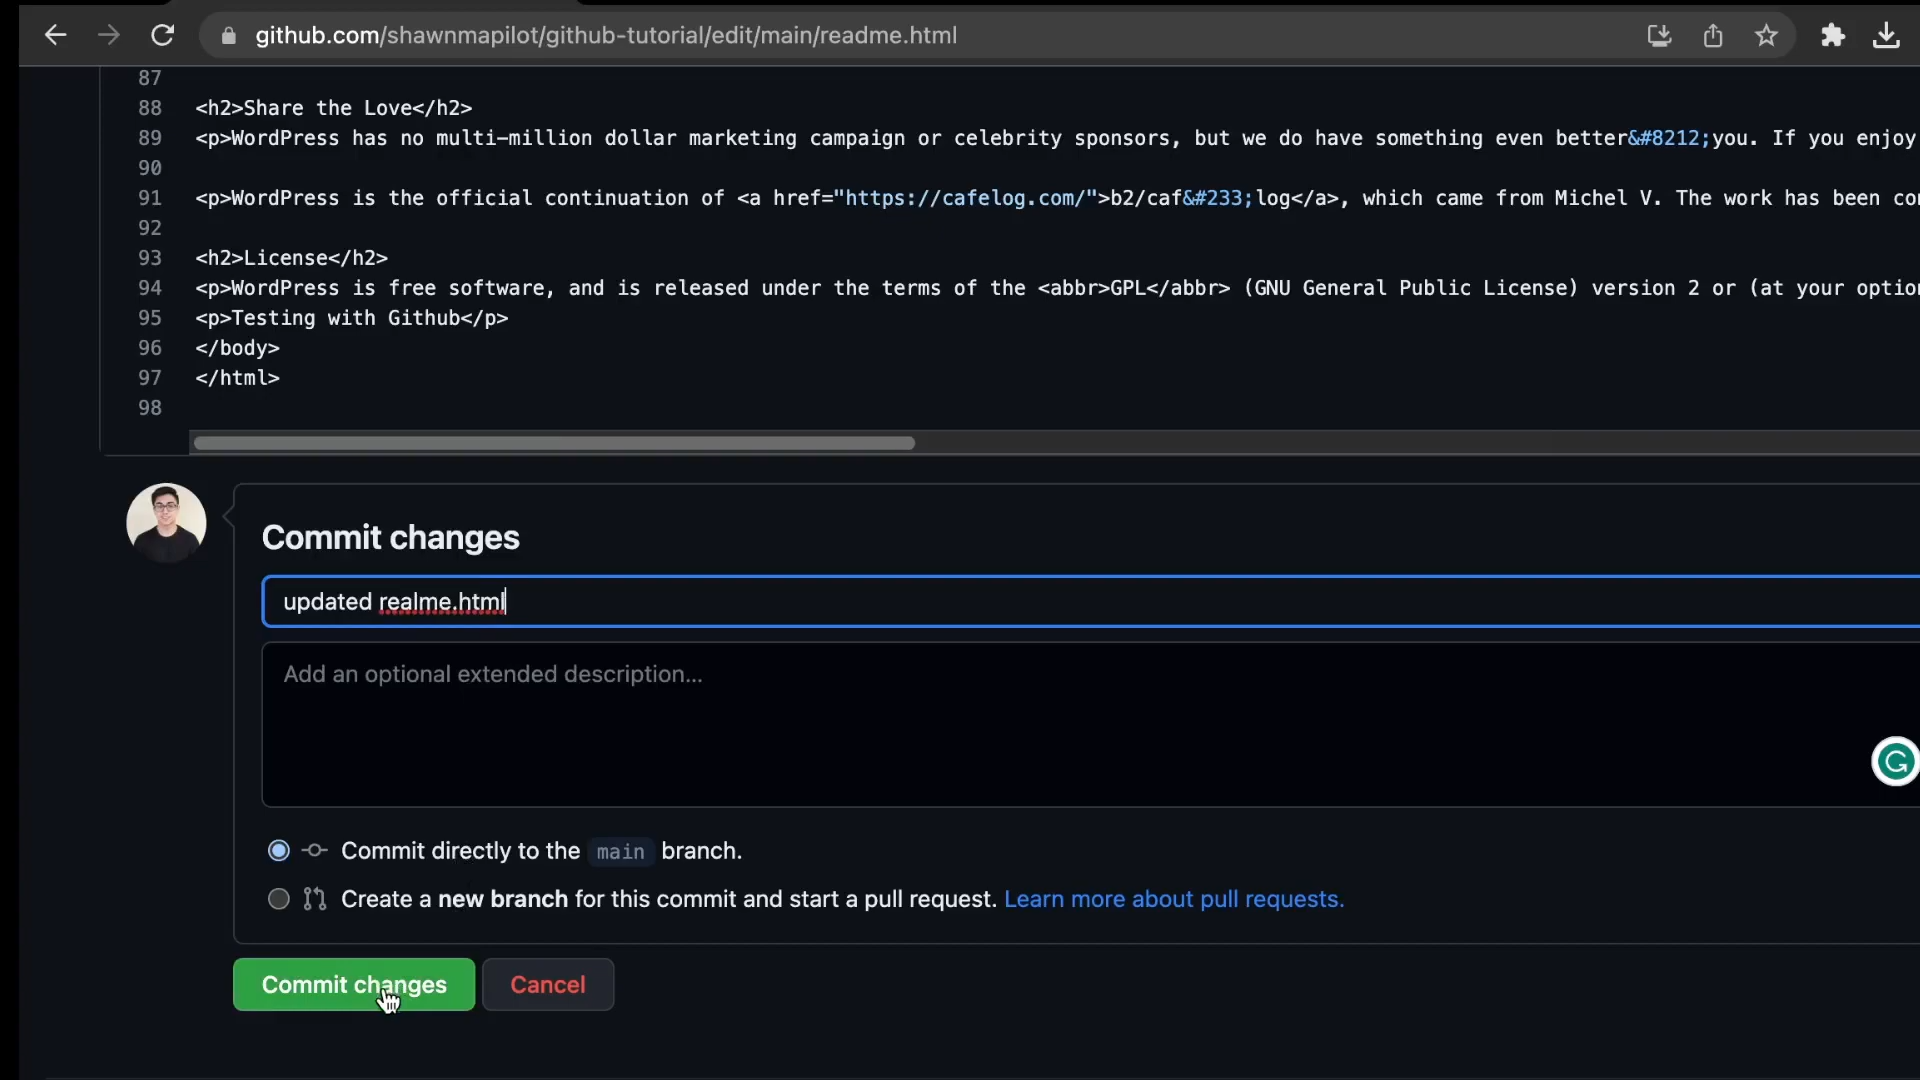 github.com/shawnmapilot/github-tutorial/edit/main/readme.html
87
88 <h2>Share the Love</h2>
89 <p>WordPress has no multi-million dollar marketing campaign or celebrity sponsors, but we do have something even better&#8212;you. If you enjoy
90
91 <p>WordPress is the official continuation of <a href="https://cafelog.com/">b2/caf&#233;log</a>, which came from Michel V. The work has been
92
93 <h2>License</h2>
94 <p>WordPress is free software, and is released under the terms of the <abbr>GPL</abbr> (GNU General Public License) version 2 or (at your
95 <p>Testing with Github</p>
96 </body>
97 </html>
98
Commit changes
updated realme.html
Add an optional extended description...
Commit directly to the main branch.
Create a new branch for this commit and start a pull request. Learn more about pull requests.
Commit changes Cancel